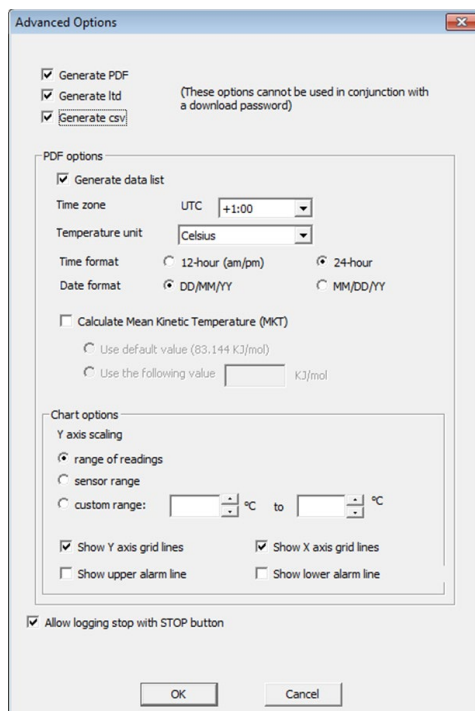 Advanced Options
Generate PDF
Generate ltd
(These options cannot be used in conjunction with
a download password)
Generate csv
PDF options
Generate data list
Time zone UTC +1:00
Temperature unit Celsius
Time format 12-hour (am/pm) 24-hour
Date format DD/MM/YY MM/DD/YY
Calculate Mean Kinetic Temperature (MKT)
Use default value (83.144 KJ/mol)
Use the following value KJ/mol
Chart options
Y axis scaling
range of readings
sensor range
custom range: °C to °C
Show Y axis grid lines Show X axis grid lines
Show upper alarm line Show lower alarm line
Allow logging stop with STOP button
OK Cancel